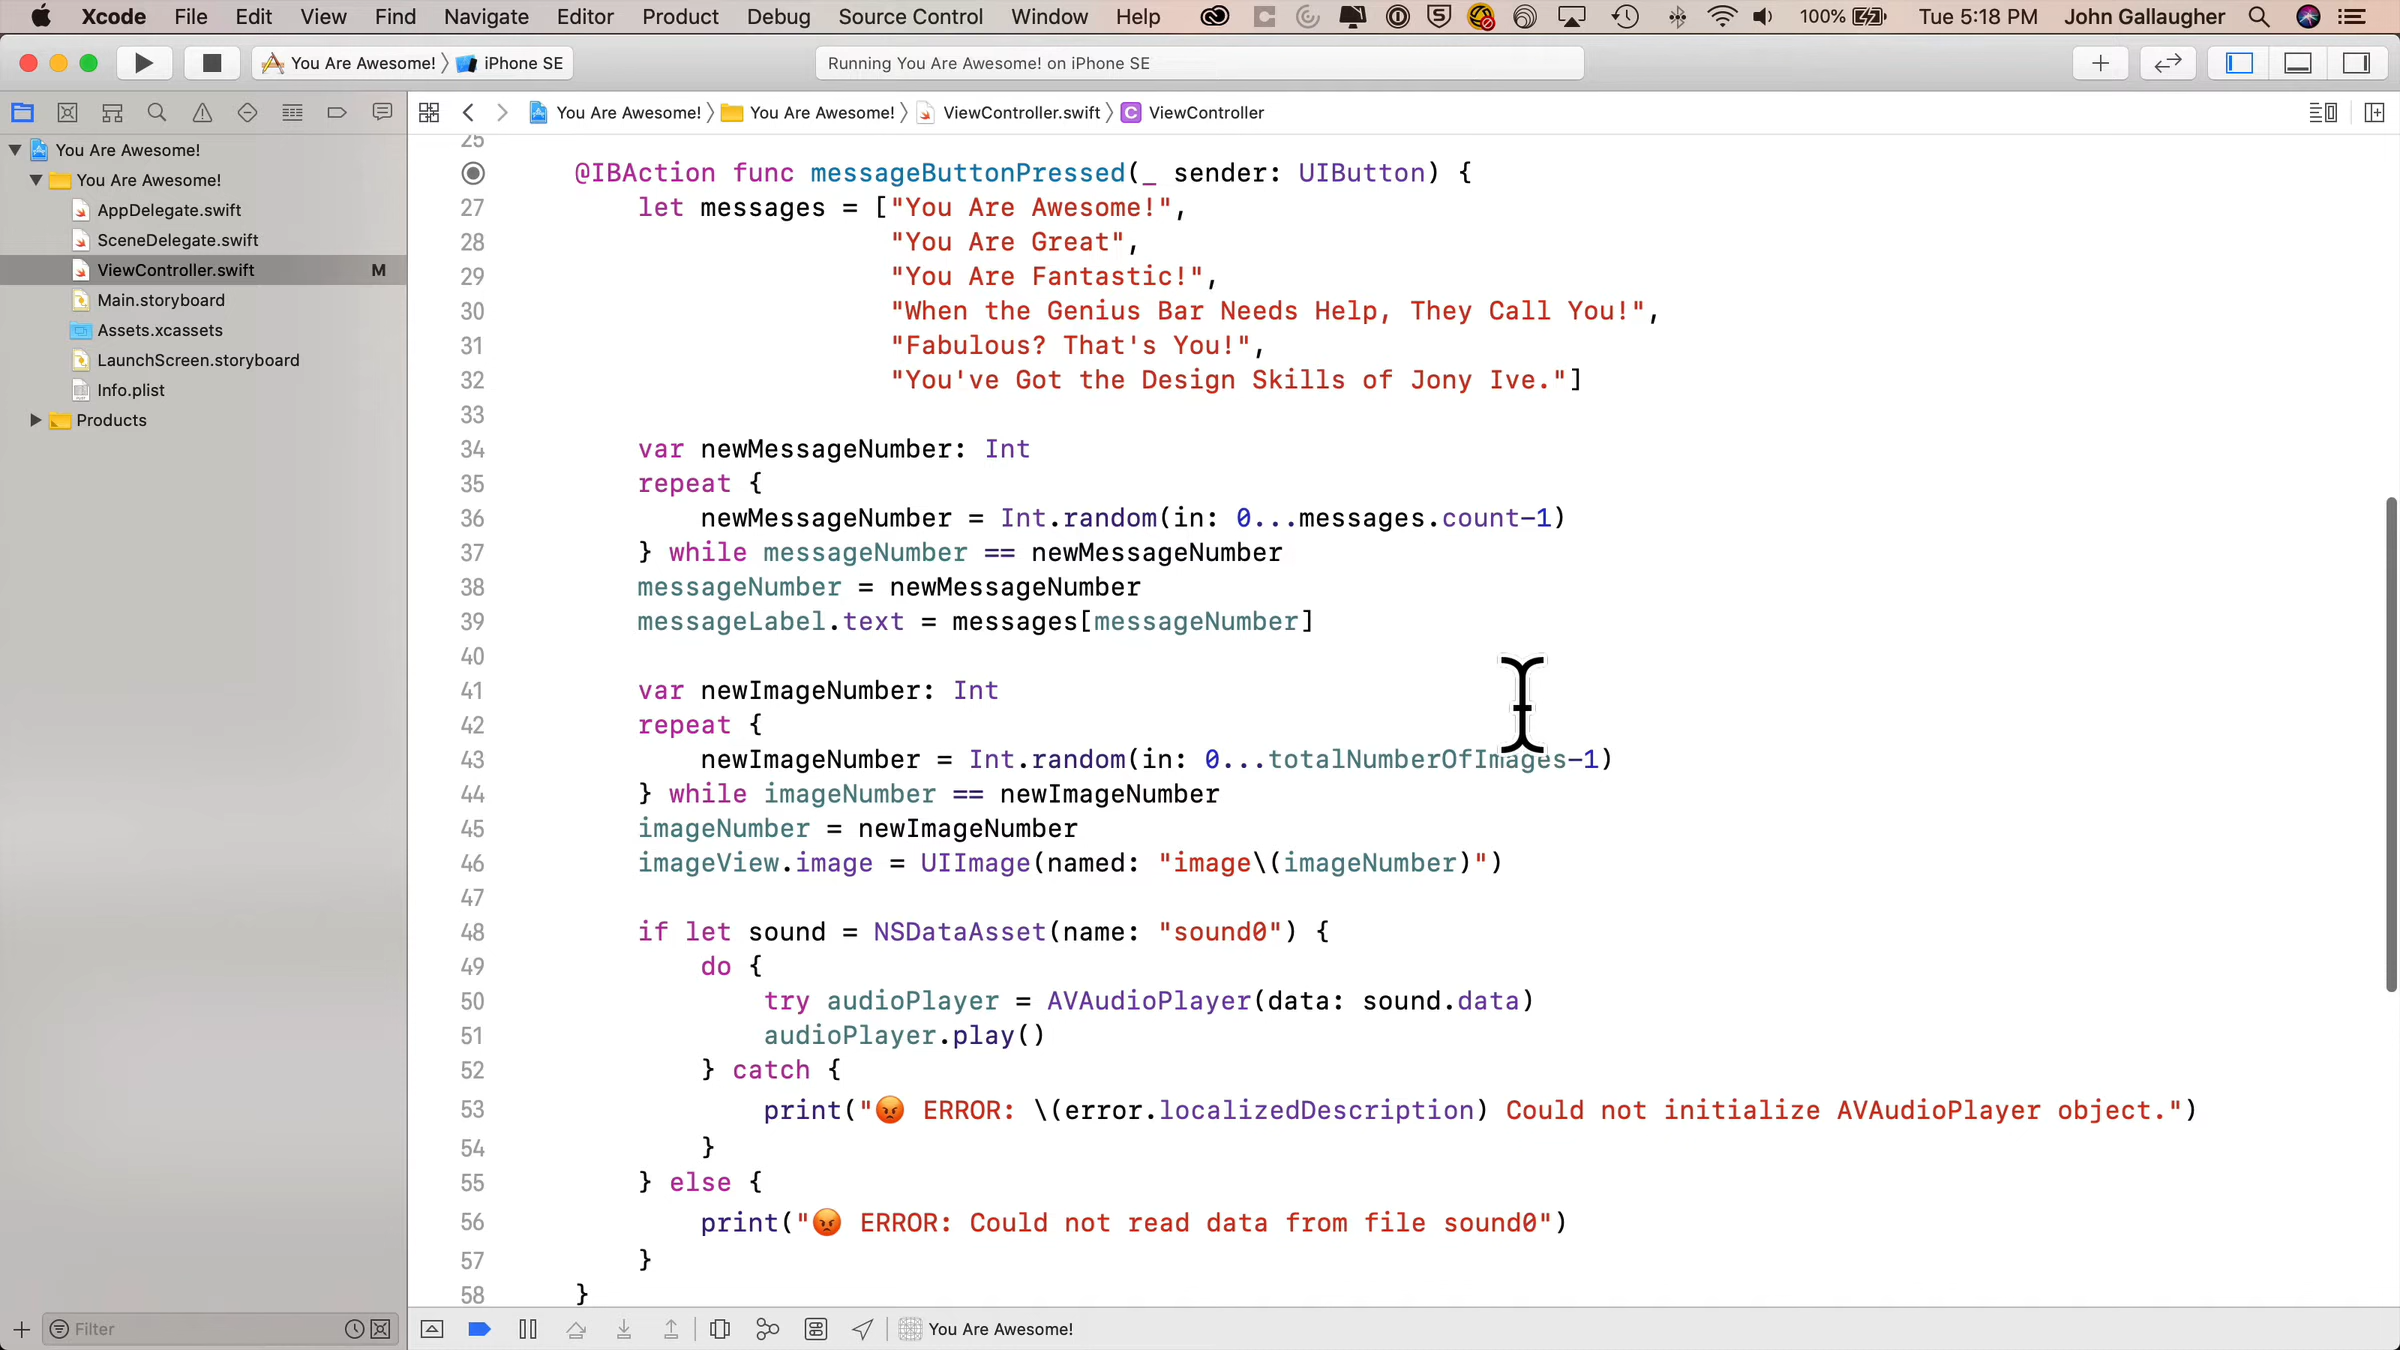 Xcode File Edit View Find Navigate Editor Product Debug Source Control Window Help 100% Tue 5:18 PM John Gallaugher
You Are Awesome! iPhone SE
Running You Are Awesome! on iPhone SE
You Are Awesome! You Are Awesome! ViewController.swift C ViewController
You Are Awesome!
You Are Awesome!
AppDelegate.swift
SceneDelegate.swift
ViewController.swift M
Main.storyboard
Assets.xcassets
LaunchScreen.storyboard
Info.plist
Products
Filter
25
@IBAction func messageButtonPressed(_ sender: UIButton) {
27 let messages = ["You Are Awesome!",
28 "You Are Great",
29 "You Are Fantastic!",
30 "When the Genius Bar Needs Help, They Call You!",
31 "Fabulous? That's You!",
32 "You've Got the Design Skills of Jony Ive."]
33
34 var newMessageNumber: Int
35 repeat {
36 newMessageNumber = Int.random(in: 0...messages.count-1)
37 } while messageNumber == newMessageNumber
38 messageNumber = newMessageNumber
39 messageLabel.text = messages[messageNumber]
40
41 var newImageNumber: Int
42 repeat {
43 newImageNumber = Int.random(in: 0...totalNumberOfImages-1)
44 } while imageNumber == newImageNumber
45 imageNumber = newImageNumber
46 imageView.image = UIImage(named: "image\(imageNumber)")
47
48 if let sound = NSDataAsset(name: "sound0") {
49 do {
50 try audioPlayer = AVAudioPlayer(data: sound.data)
51 audioPlayer.play()
52 } catch {
53 print("😡 ERROR: \(error.localizedDescription) Could not initialize AVAudioPlayer object.")
54 }
55 } else {
56 print("😡 ERROR: Could not read data from file sound0")
57 }
58 }
You Are Awesome!